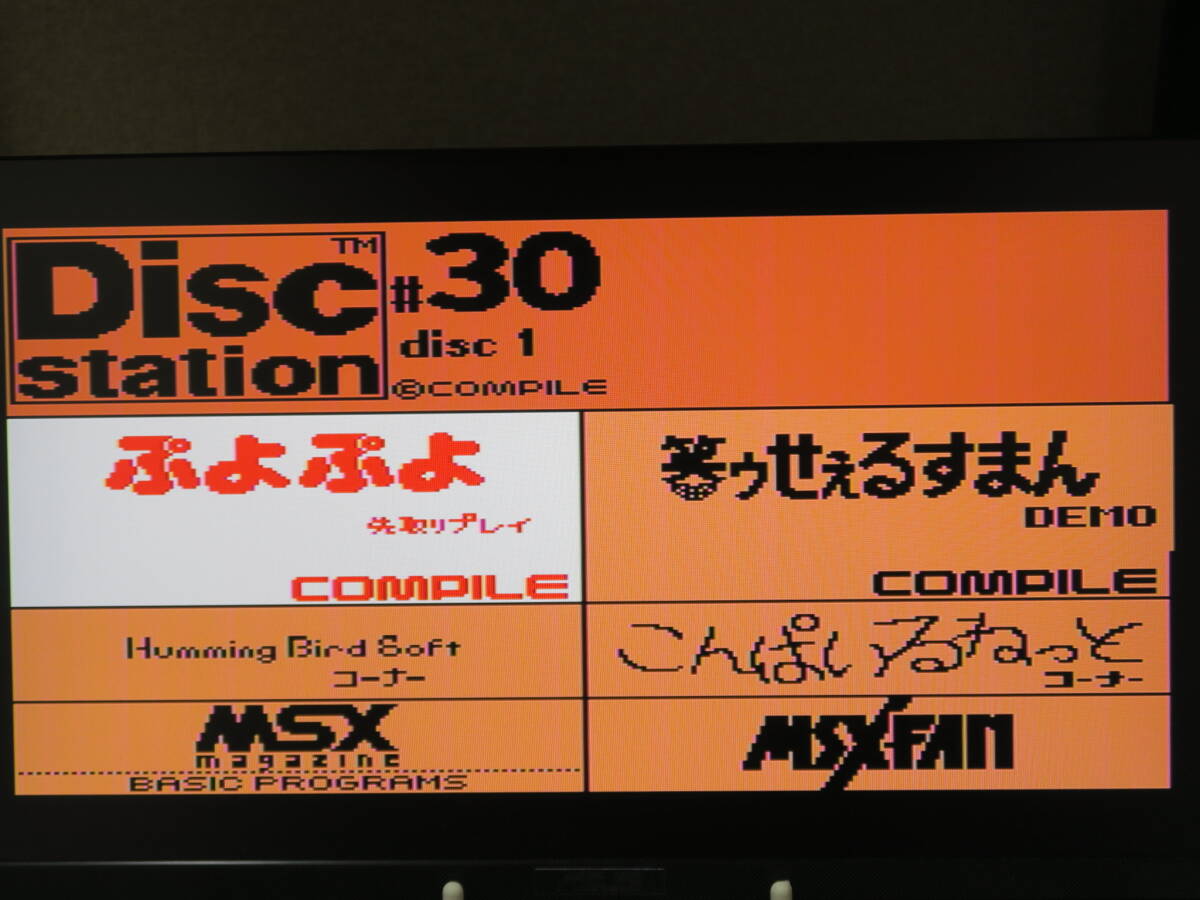 Disc™
station
#30
disc 1
©COMPILE
ぷよぷよ
先取りプレイ
COMPILE
笑ゥせぇるすまん
DEMO
COMPILE
Humming Bird Soft
コーナー
こんぱいるねっと
コーナー
MSX
magazine
BASIC PROGRAMS
MSX・FAN